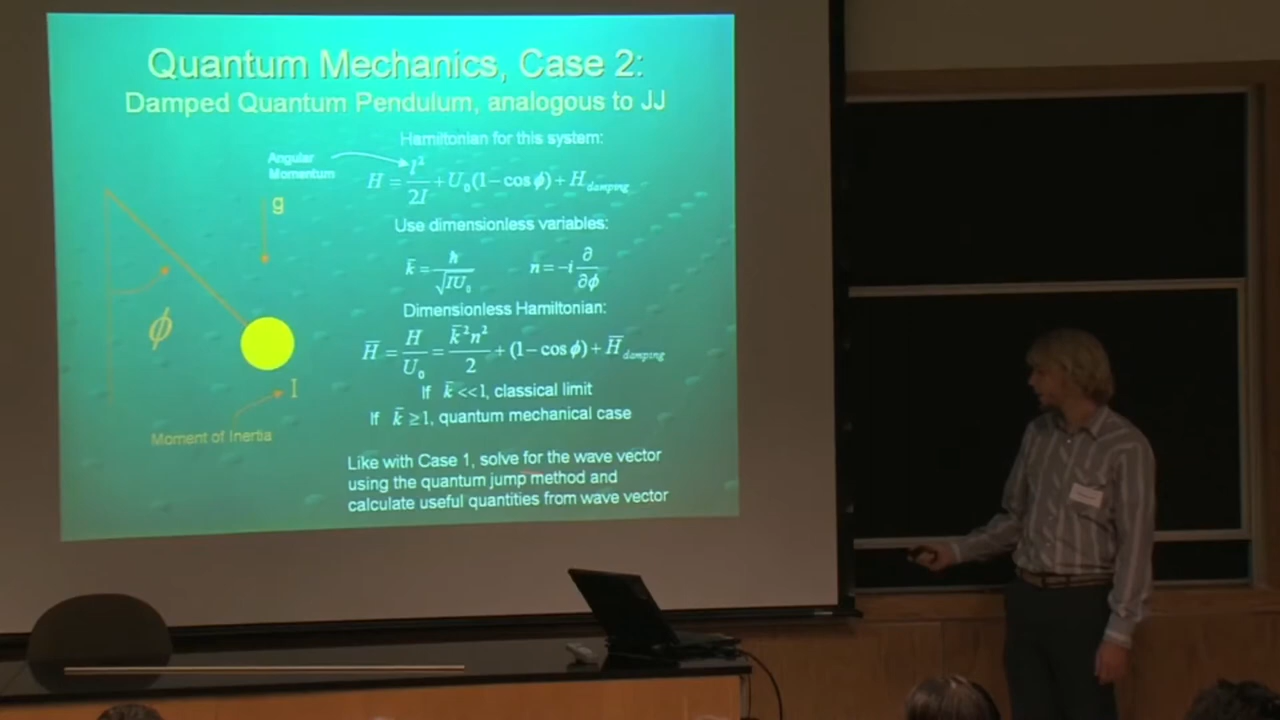 Quantum Mechanics, Case 2:
Damped Quantum Pendulum, analogous to JJ
Hamiltonian for this system:
Angular
Momentum
H = l²/2I + U₀(1−cos ϕ) + H_damping
g
Use dimensionless variables:
k̄ = ħ/√(IU₀)    n = −i ∂/∂ϕ
Dimensionless Hamiltonian:
ϕ
H̄ = H/U₀ = k̄²n²/2 + (1−cos ϕ) + H̄_damping
I
If k̄ <<1, classical limit
If k̄ ≥1, quantum mechanical case
Moment of Inertia
Like with Case 1, solve for the wave vector
using the quantum jump method and
calculate useful quantities from wave vector